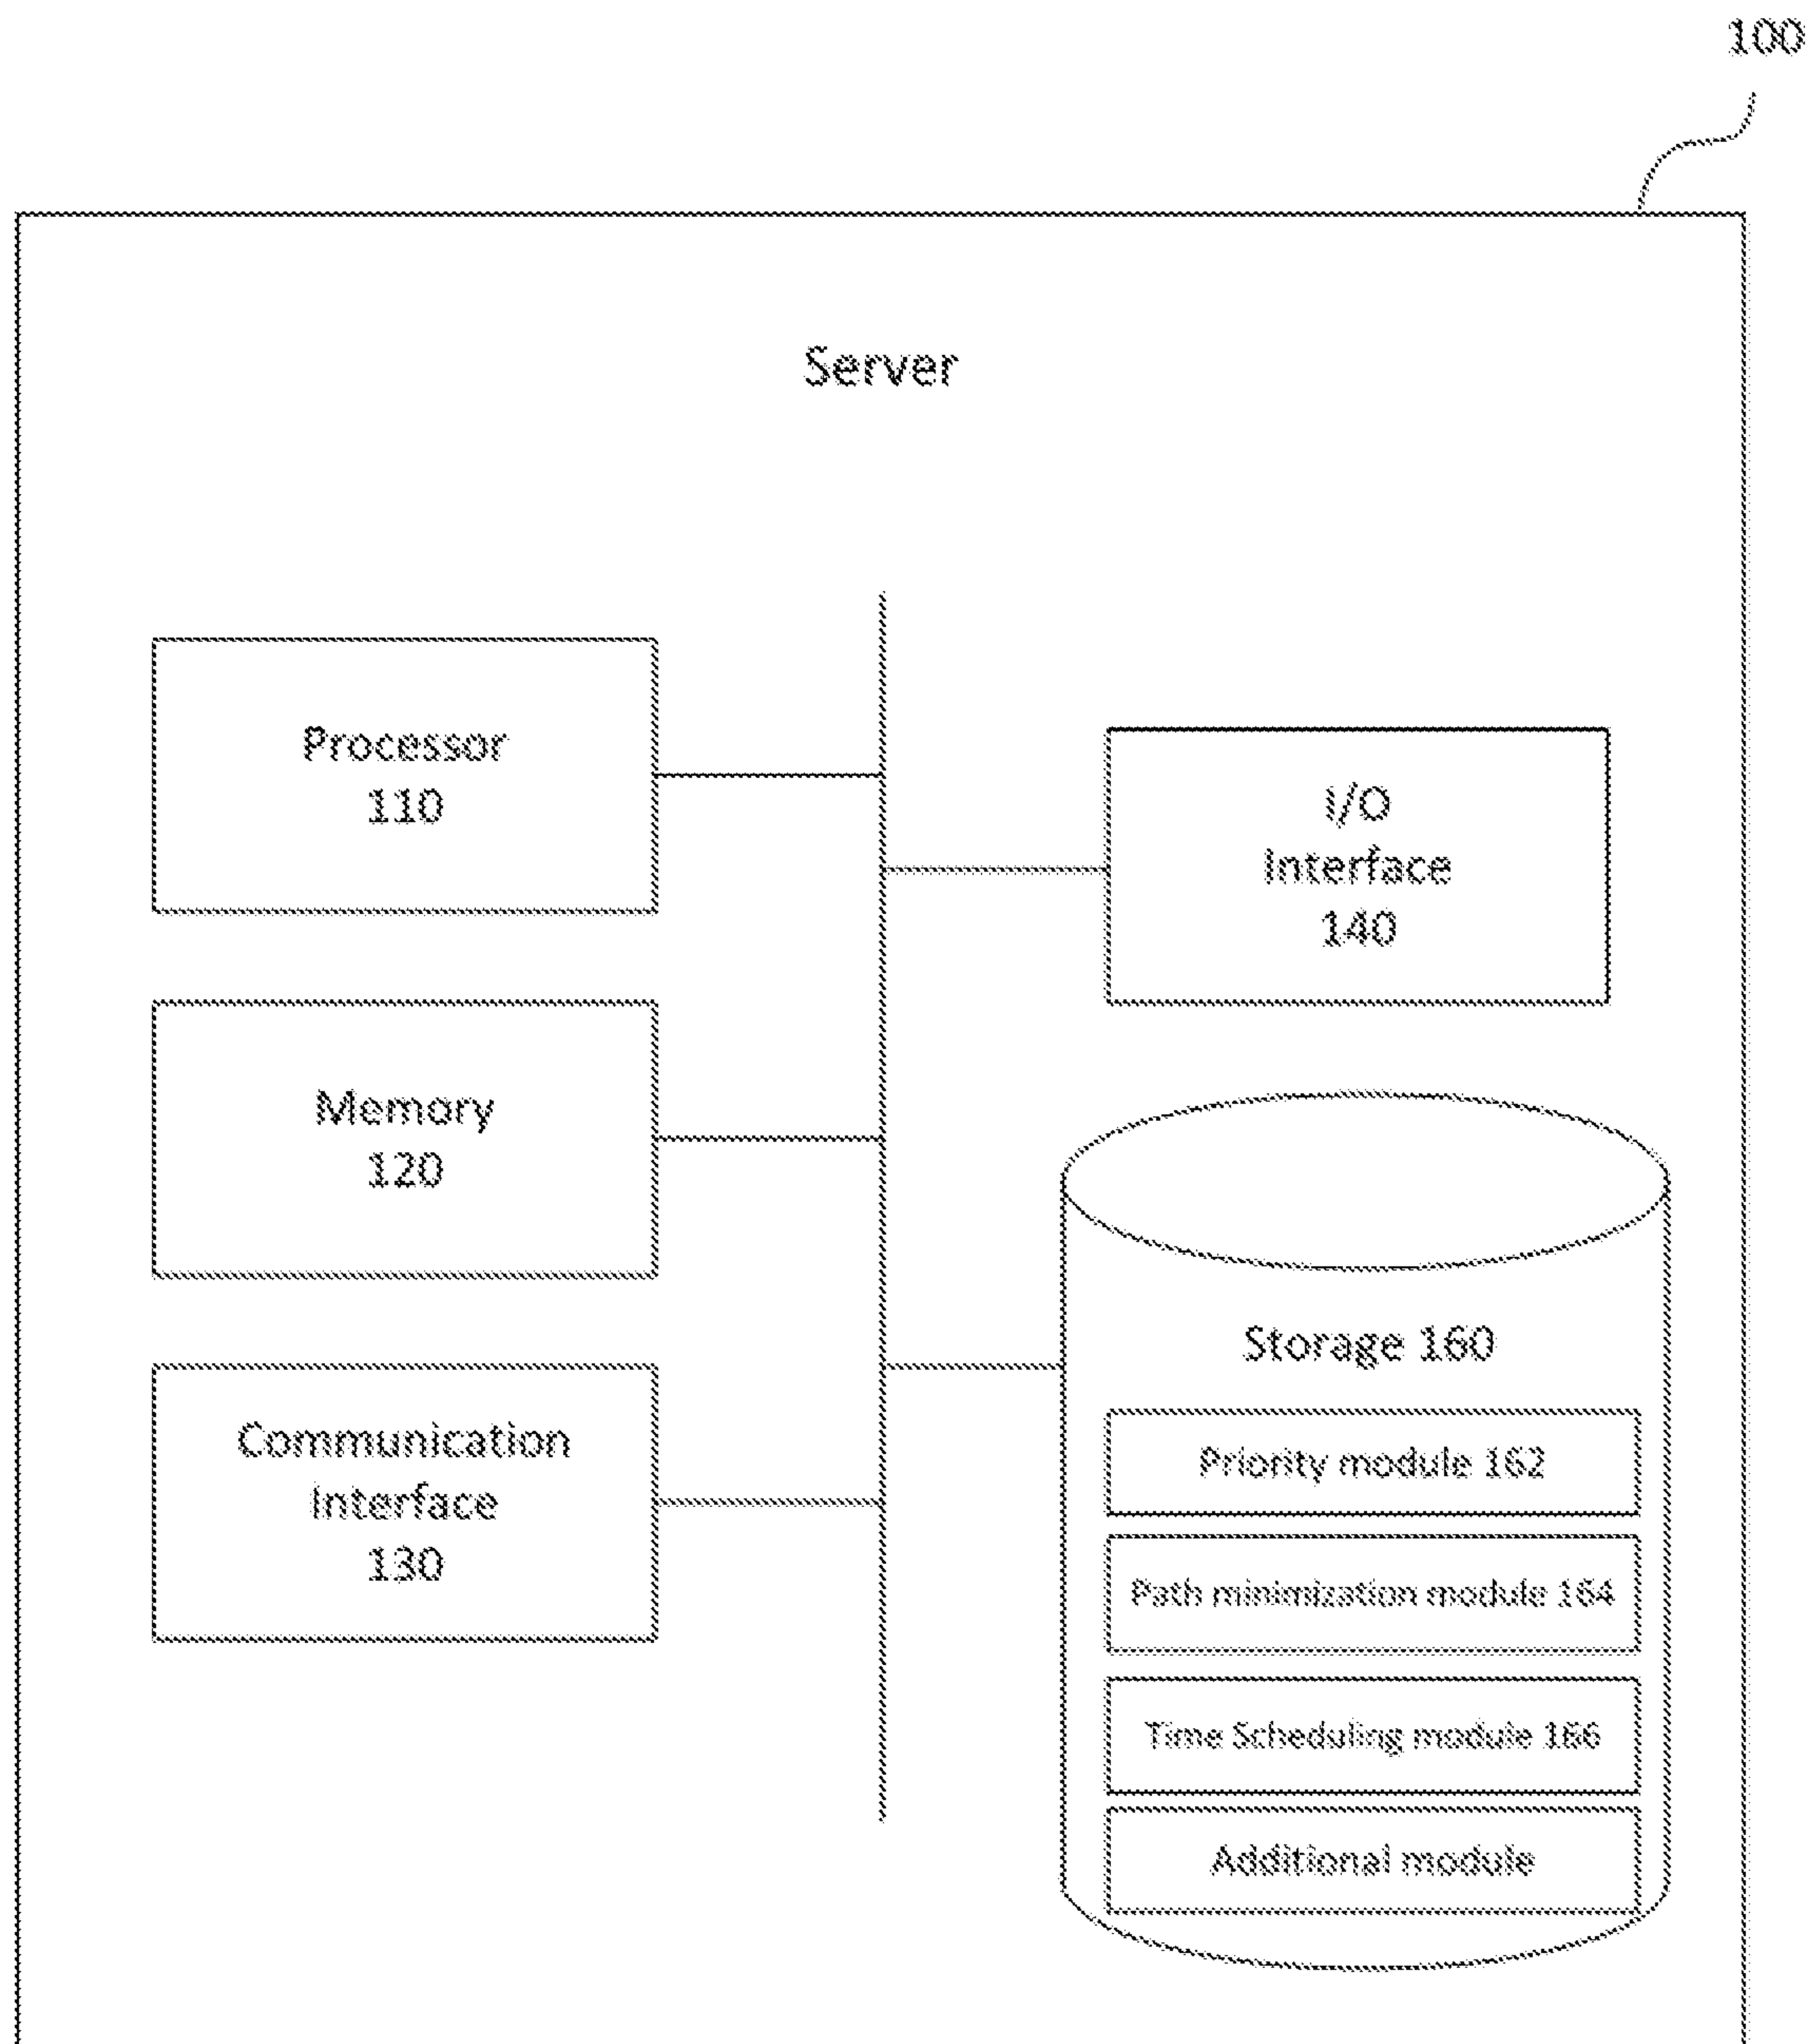 100
Server
Processor
110
I/O
Interface
140
Memory
120
Communication
Interface
130
Storage 160
Priority module 162
Path minimization module 164
Time Scheduling module 166
Additional module